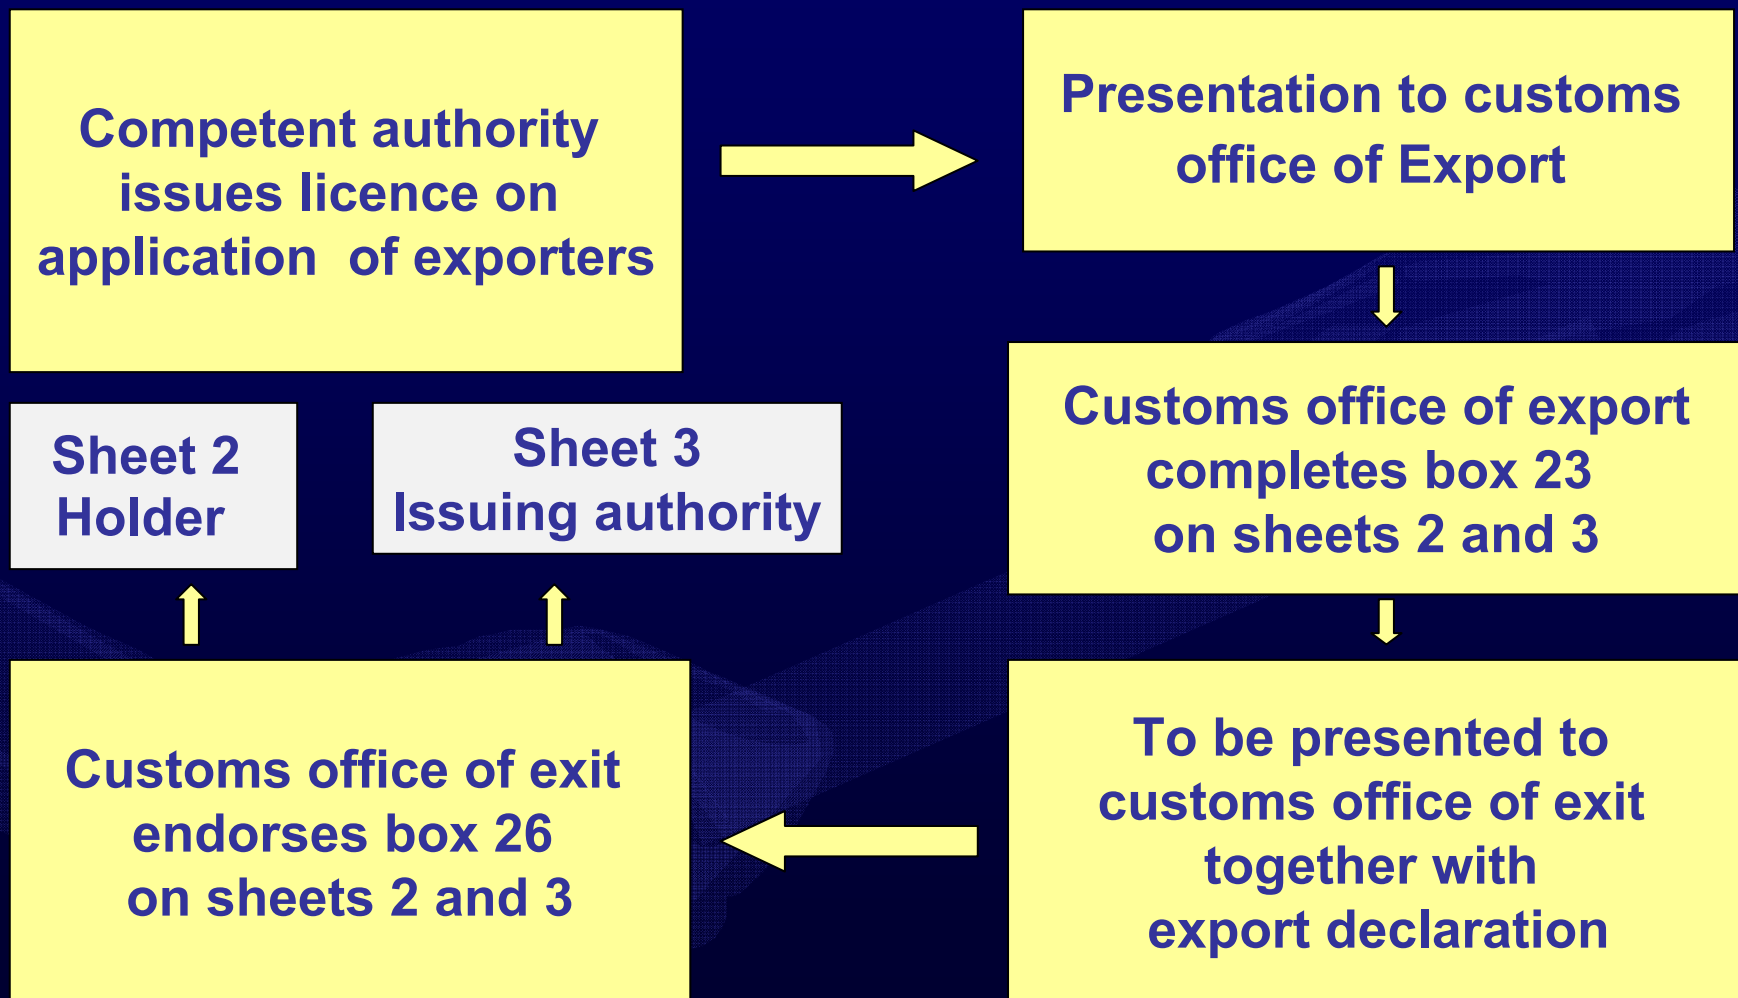 Competent authority
issues licence on
application of exporters
Presentation to customs
office of Export
Customs office of export
completes box 23
on sheets 2 and 3
To be presented to
customs office of exit
together with
export declaration
Customs office of exit
endorses box 26
on sheets 2 and 3
Sheet 2
Holder
Sheet 3
Issuing authority